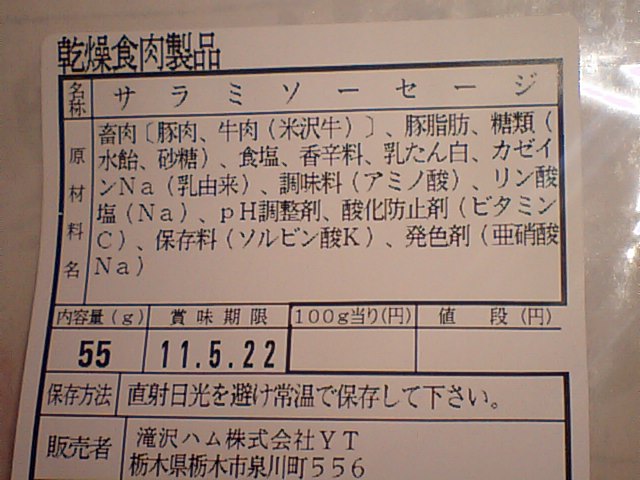 乾燥食肉製品
名称 サラミソーセージ
原材料名 畜肉〔豚肉、牛肉(米沢牛)〕、豚脂肪、糖類(
水飴、砂糖)、食塩、香辛料、乳たん白、カゼイ
ンNa(乳由来)、調味料(アミノ酸)、リン酸
塩(Na)、pH調整剤、酸化防止剤(ビタミン
C)、保存料(ソルビン酸K)、発色剤(亜硝酸
Na)
内容量(g) 賞味期限 100g当り(円) 値段(円)
55 11.5.22
保存方法 直射日光を避け常温で保存して下さい。
販売者 滝沢ハム株式会社YT
栃木県栃木市泉川町556